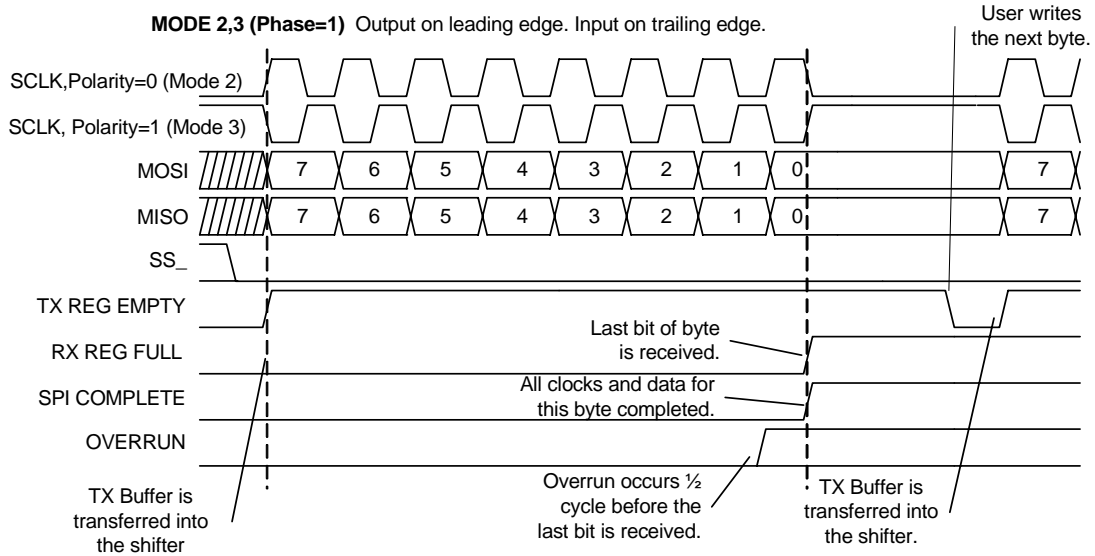 MODE 2,3 (Phase=1) Output on leading edge. Input on trailing edge.
User writes
the next byte.
SCLK,Polarity=0 (Mode 2)
SCLK, Polarity=1 (Mode 3)
MOSI
7 6 5 4 3 2 1 0 7
MISO
7 6 5 4 3 2 1 0 7
SS_
TX REG EMPTY
RX REG FULL
Last bit of byte
is received.
SPI COMPLETE
All clocks and data for
this byte completed.
OVERRUN
TX Buffer is
transferred into
the shifter
Overrun occurs ½
cycle before the
last bit is received.
TX Buffer is
transferred into
the shifter.